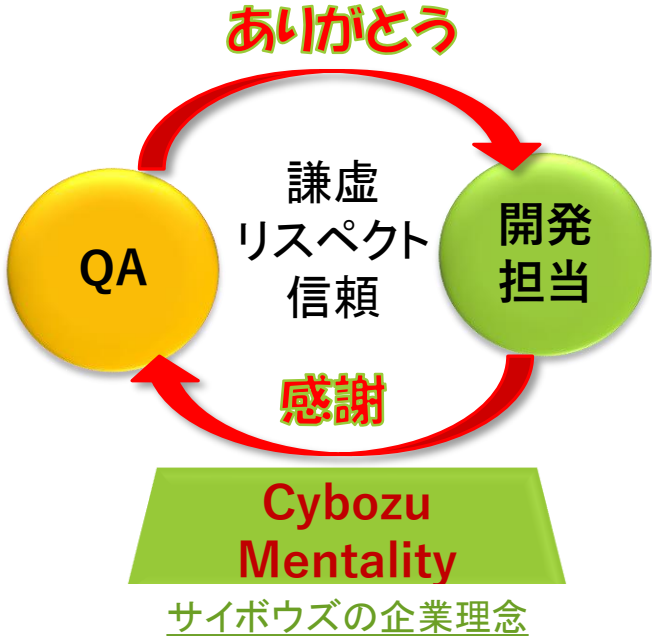 ありがとう
謙虚
リスペクト
信頼
QA
開発
担当
感謝
Cybozu
Mentality
サイボウズの企業理念